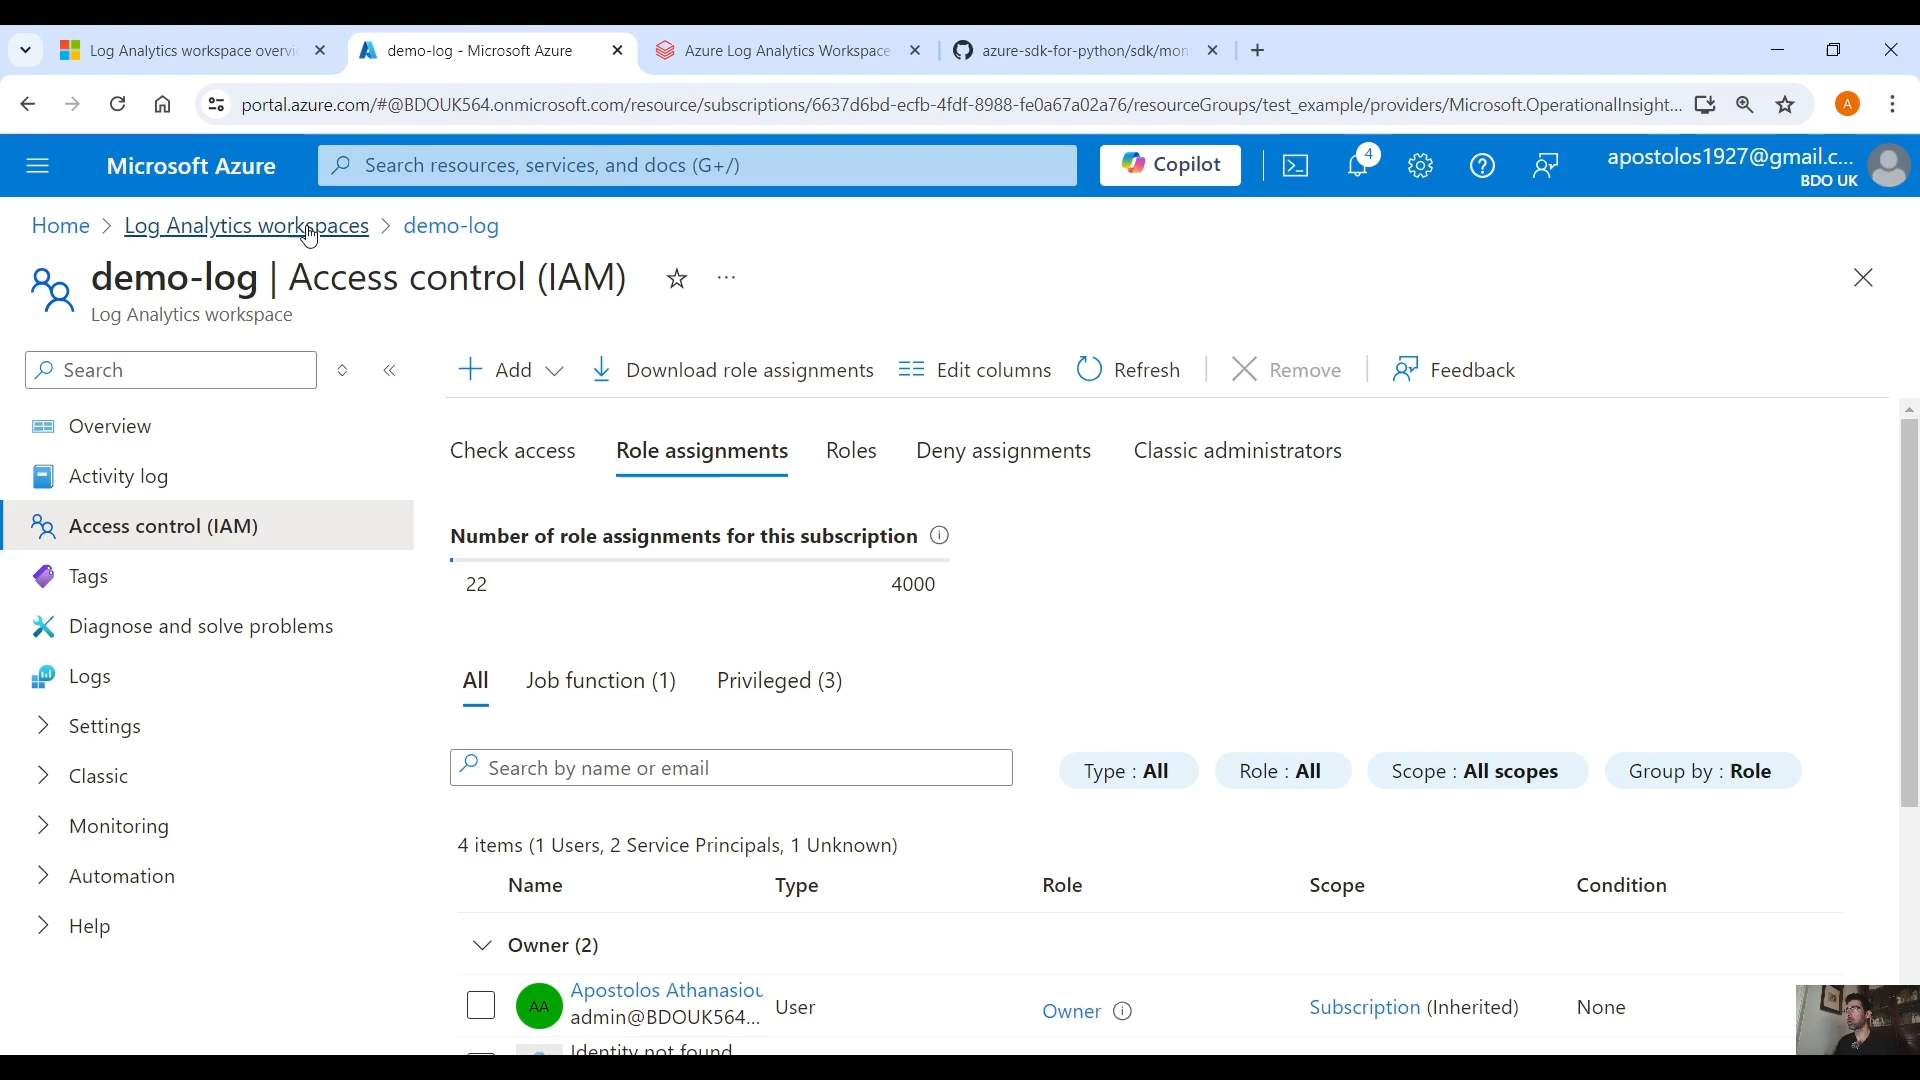 Log Analytics workspace overvi
demo-log - Microsoft Azure
Azure Log Analytics Workspace
azure-sdk-for-python/sdk/mon
portal.azure.com/#@BDOUK564.onmicrosoft.com/resource/subscriptions/6637d6bd-ecfb-4fdf-8988-fe0a67a02a76/resourceGroups/test_example/providers/Microsoft.OperationalInsight...
A
Microsoft Azure
Search resources, services, and docs (G+/)
Copilot
4
apostolos1927@gmail.c...
BDO UK
Home > Log Analytics workspaces > demo-log
demo-log | Access control (IAM)
Log Analytics workspace
Search
Add
Download role assignments
Edit columns
Refresh
Remove
Feedback
Overview
Activity log
Access control (IAM)
Tags
Diagnose and solve problems
Logs
Settings
Classic
Monitoring
Automation
Help
Check access
Role assignments
Roles
Deny assignments
Classic administrators
Number of role assignments for this subscription
22
4000
All
Job function (1)
Privileged (3)
Search by name or email
Type : All
Role : All
Scope : All scopes
Group by : Role
4 items (1 Users, 2 Service Principals, 1 Unknown)
Name
Type
Role
Scope
Condition
Owner (2)
AA
Apostolos Athanasiou
admin@BDOUK564...
User
Owner
Subscription (Inherited)
None
Identity not found